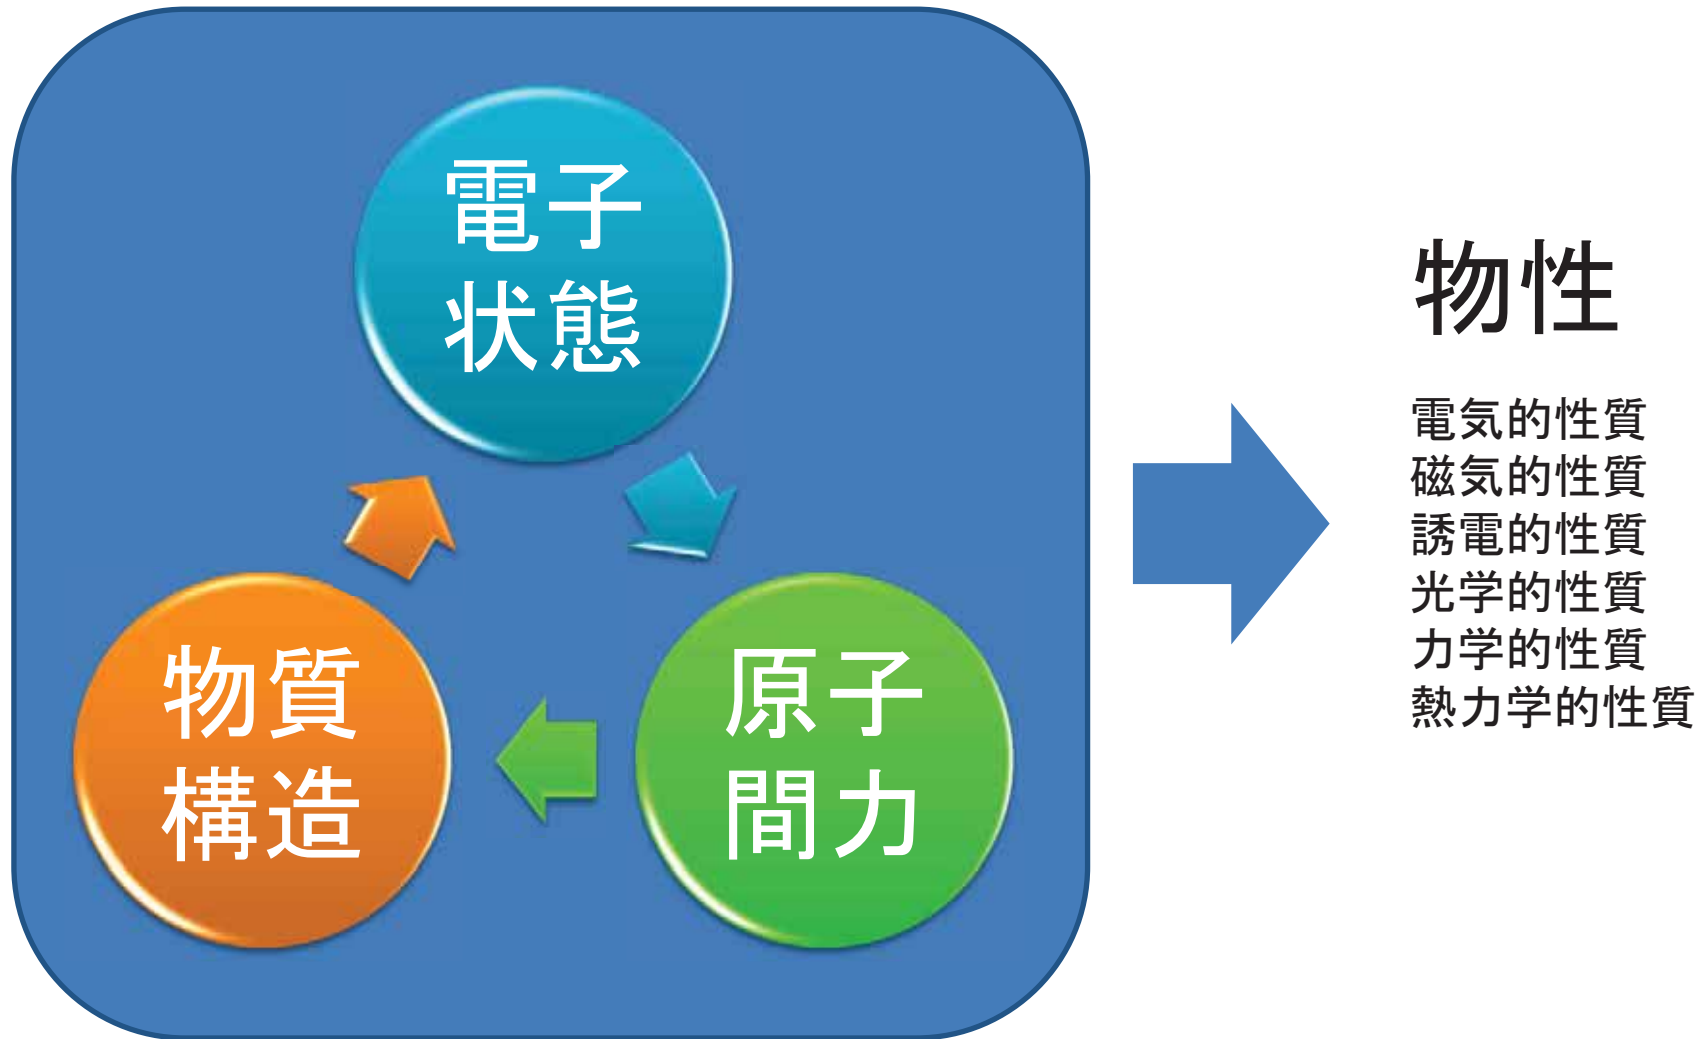 電子
状態
物質
構造
原子
間力
物性
電気的性質
磁気的性質
誘電的性質
光学的性質
力学的性質
熱力学的性質